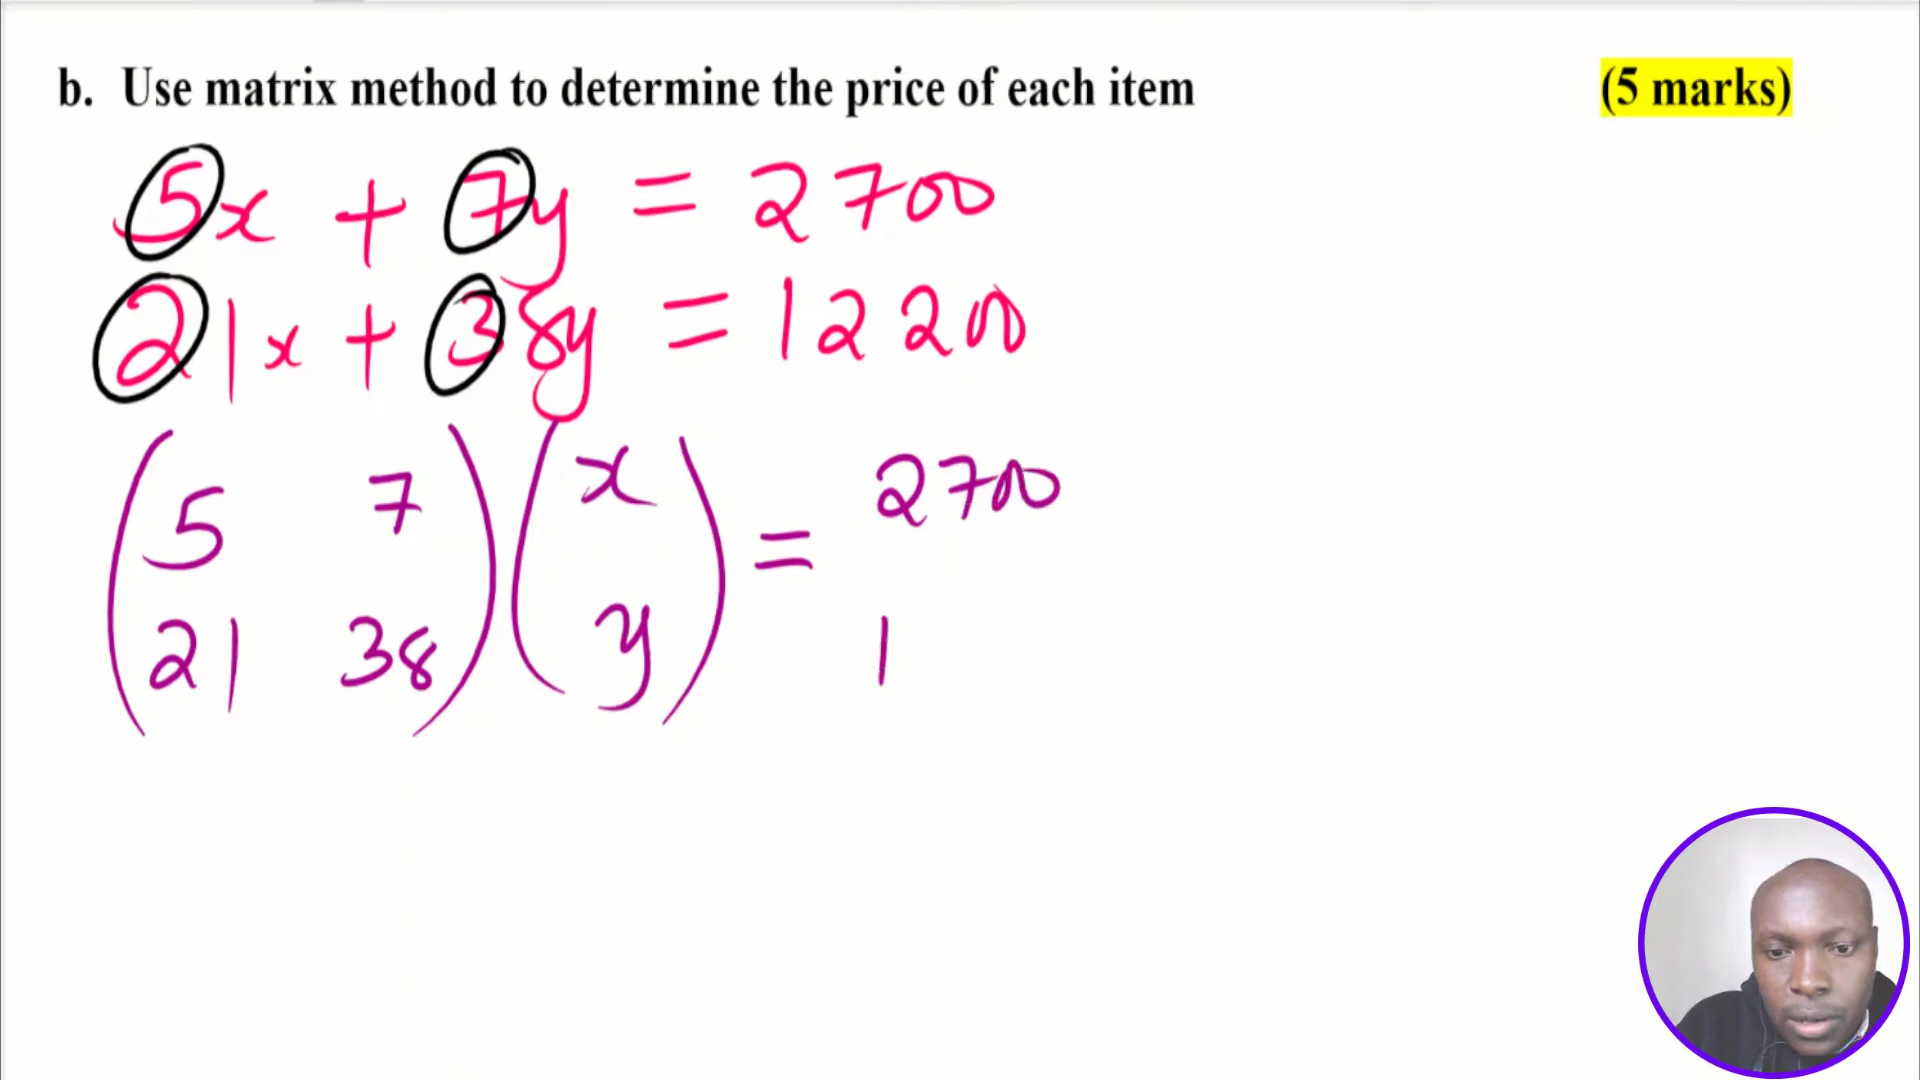 b. Use matrix method to determine the price of each item (5 marks)
5x + 7y = 2700
21x + 38y = 12200
( 5 7 ) ( x ) = 2700
( 21 38 ) ( y ) 1